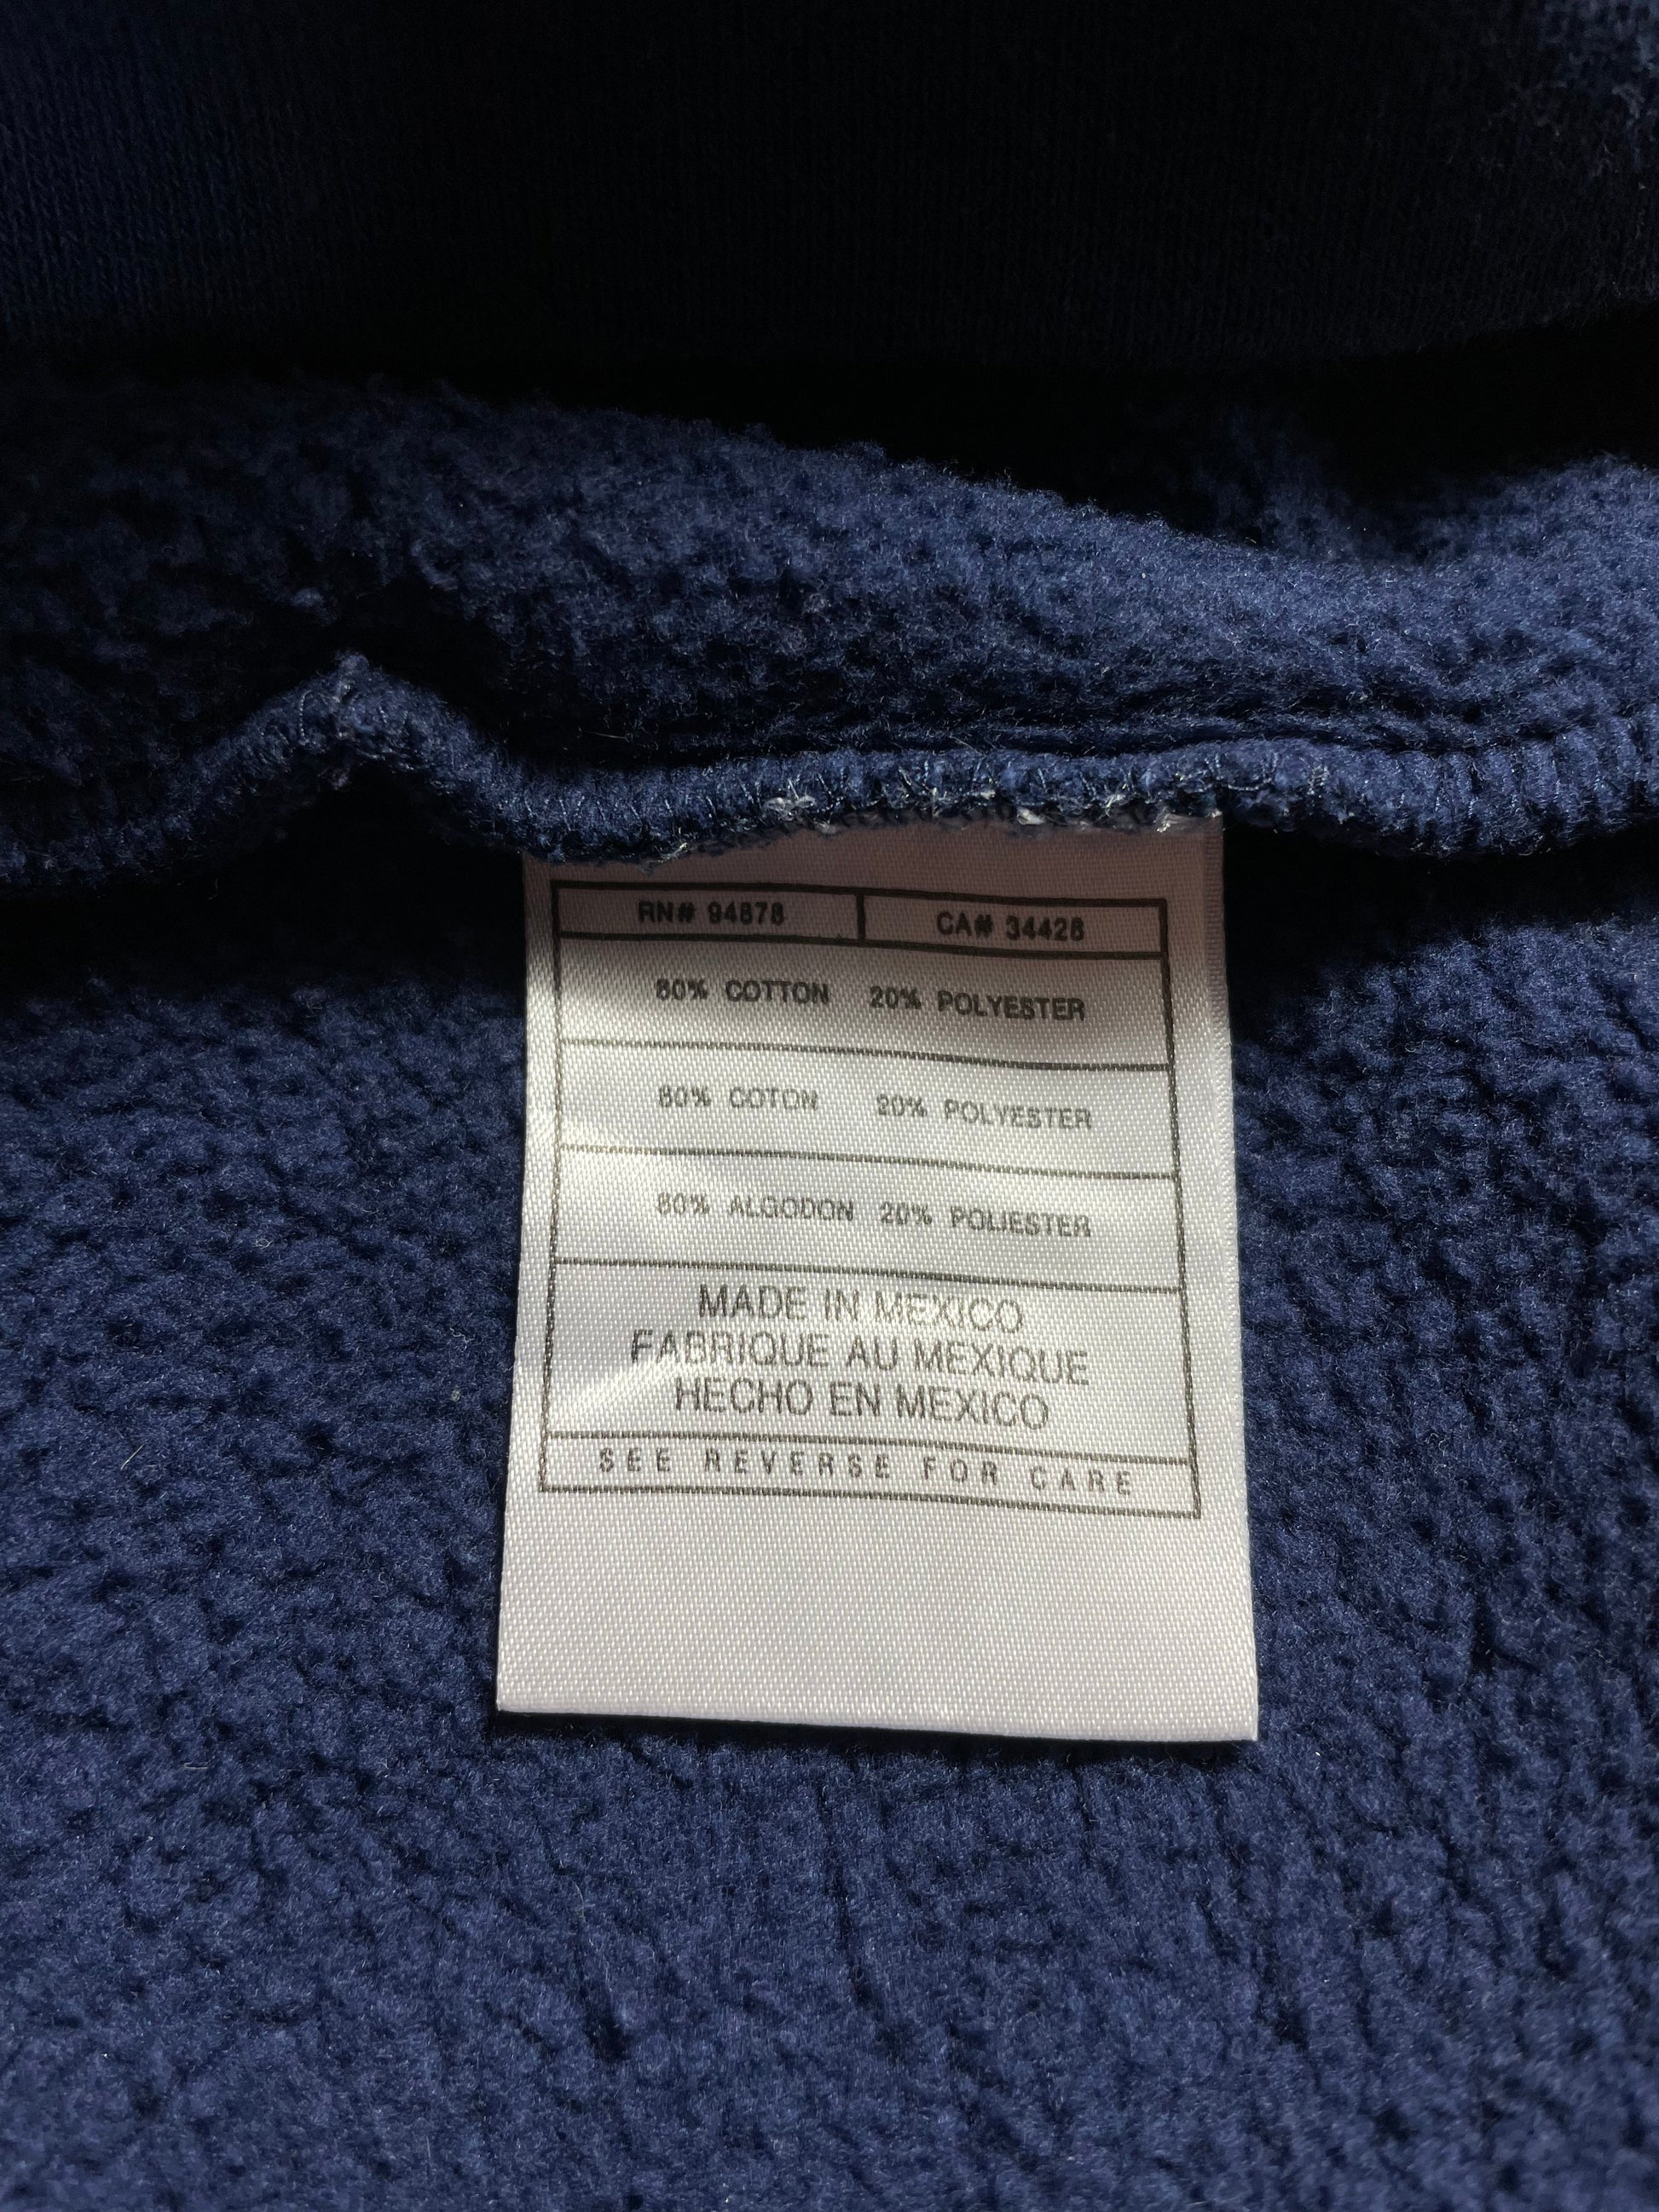 RN# 94878 CA# 34428
80% COTTON 20% POLYESTER
80% COTON 20% POLYESTER
80% ALGODON 20% POLIESTER
MADE IN MEXICO
FABRIQUE AU MEXIQUE
HECHO EN MEXICO
SEE REVERSE FOR CARE